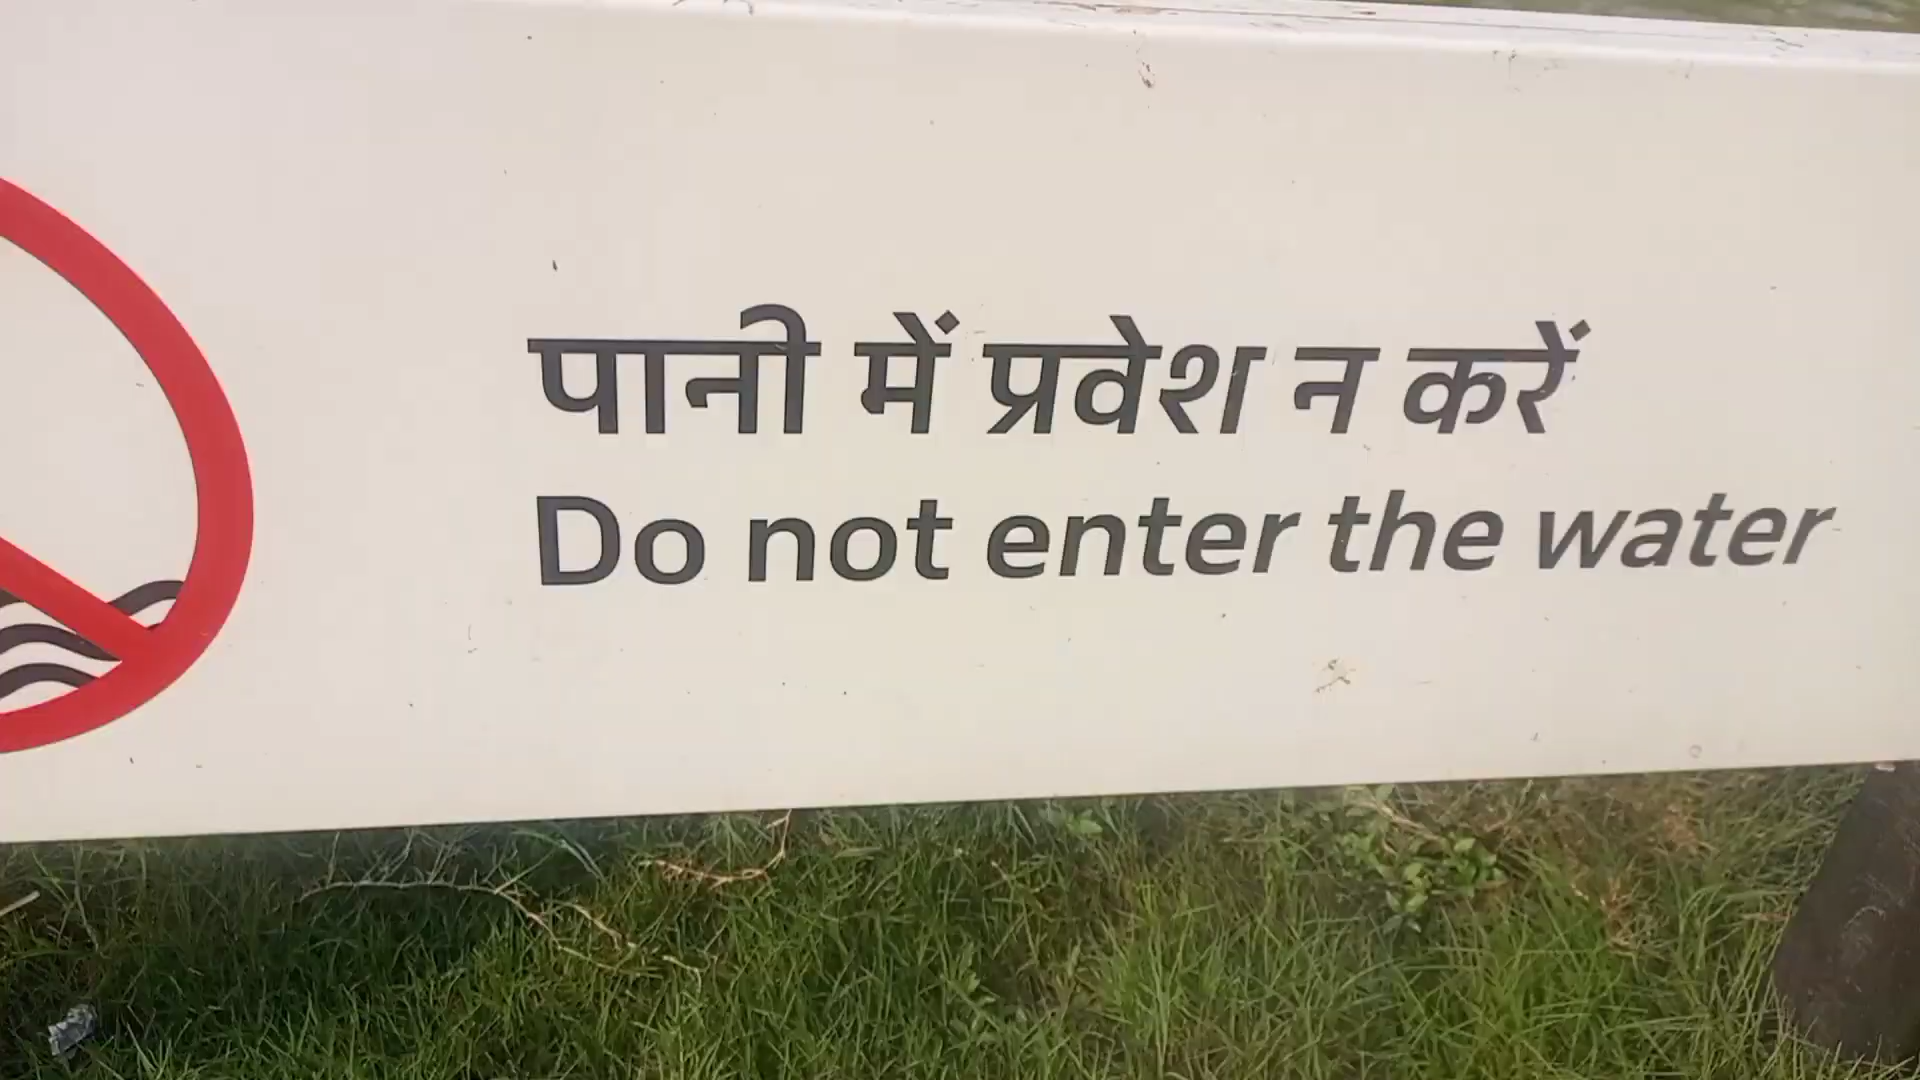 पानी में प्रवेश न करें
Do not enter the water